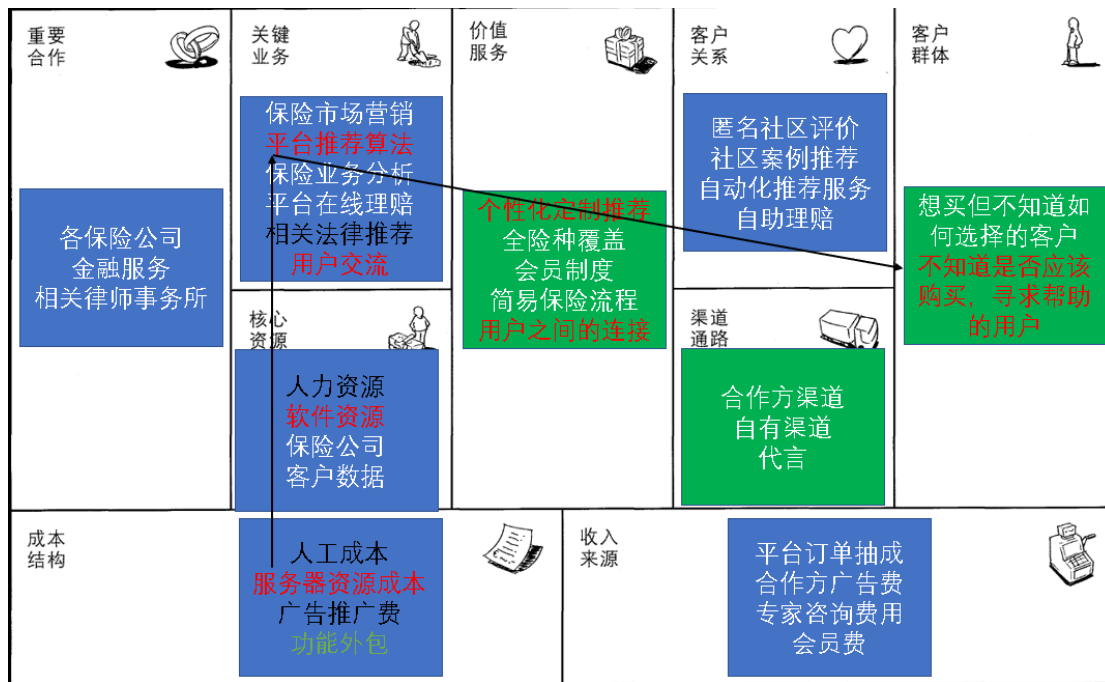 重要
合作
各保险公司
金融服务
相关律师事务所
关键
业务
保险市场营销
平台推荐算法
保险业务分析
平台在线理赔
相关法律推荐
用户交流
核心
资源
人力资源
软件资源
保险公司
客户数据
价值
服务
个性化定制推荐
全险种覆盖
会员制度
简易保险流程
用户之间的连接
客户
关系
匿名社区评价
社区案例推荐
自动化推荐服务
自助理赔
渠道
通路
合作方渠道
自有渠道
代言
客户
群体
想买但不知道如
何选择的客户
不知道是否应该
购买，寻求帮助
的用户
成本
结构
人工成本
服务器资源成本
广告推广费
功能外包
收入
来源
平台订单抽成
合作方广告费
专家咨询费用
会员费